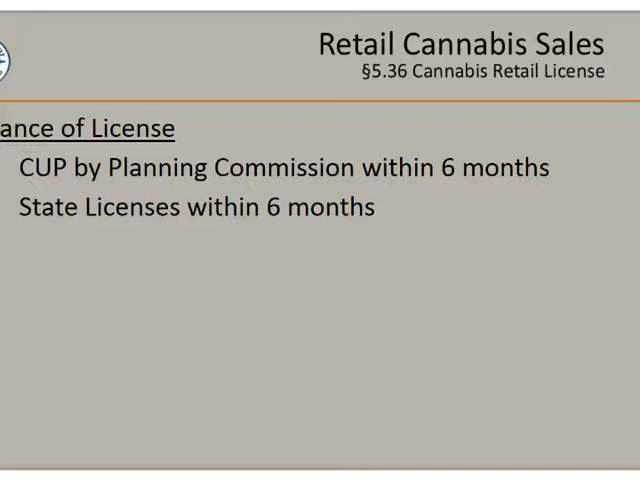 Retail Cannabis Sales
§5.36 Cannabis Retail License
ance of License
CUP by Planning Commission within 6 months
State Licenses within 6 months